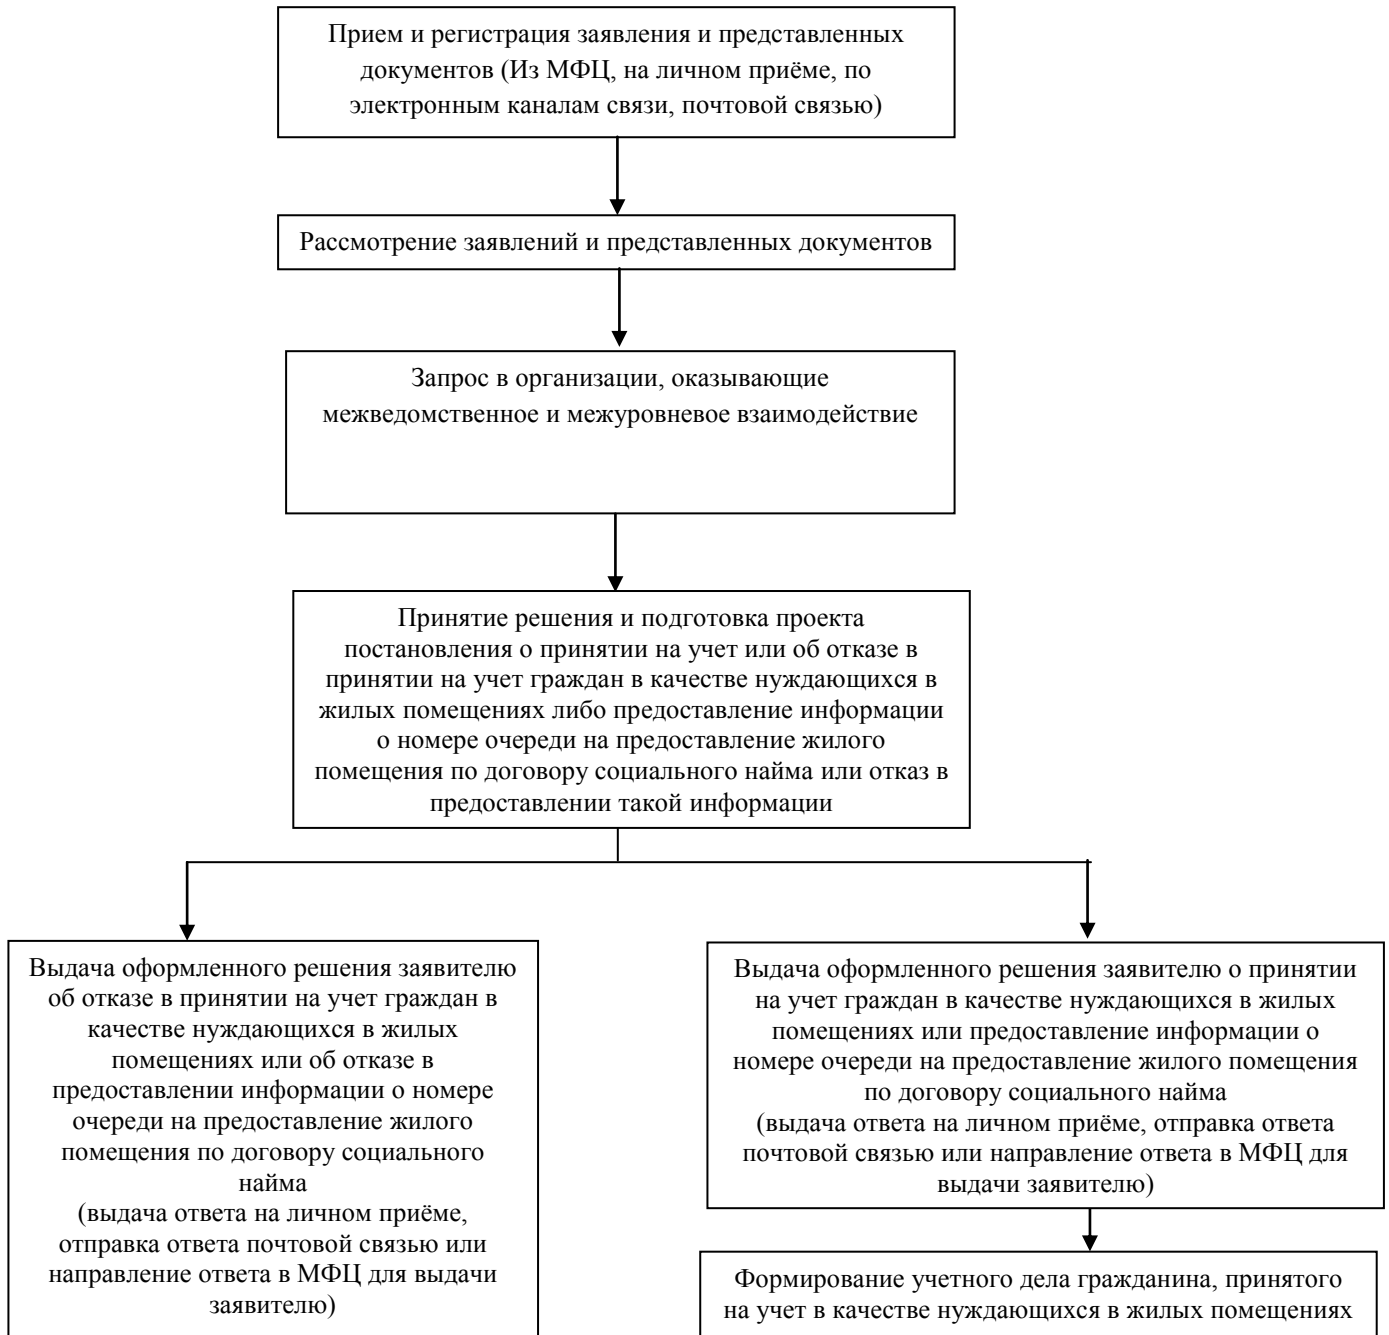 Прием и регистрация заявления и представленных
документов (Из МФЦ, на личном приёме, по
электронным каналам связи, почтовой связью)
Рассмотрение заявлений и представленных документов
Запрос в организации, оказывающие
межведомственное и межуровневое взаимодействие
Принятие решения и подготовка проекта
постановления о принятии на учет или об отказе в
принятии на учет граждан в качестве нуждающихся в
жилых помещениях либо предоставление информации
о номере очереди на предоставление жилого
помещения по договору социального найма или отказ в
предоставлении такой информации
Выдача оформленного решения заявителю
об отказе в принятии на учет граждан в
качестве нуждающихся в жилых
помещениях или об отказе в
предоставлении информации о номере
очереди на предоставление жилого
помещения по договору социального
найма
(выдача ответа на личном приёме,
отправка ответа почтовой связью или
направление ответа в МФЦ для выдачи
заявителю)
Выдача оформленного решения заявителю о принятии
на учет граждан в качестве нуждающихся в жилых
помещениях или предоставление информации о
номере очереди на предоставление жилого помещения
по договору социального найма
(выдача ответа на личном приёме, отправка ответа
почтовой связью или направление ответа в МФЦ для
выдачи заявителю)
Формирование учетного дела гражданина, принятого
на учет в качестве нуждающихся в жилых помещениях